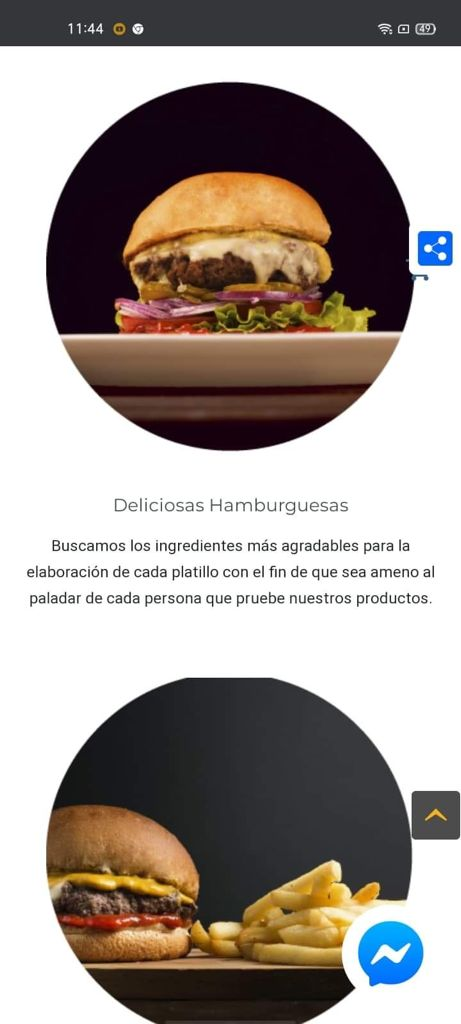 11:44
49
Deliciosas Hamburguesas
Buscamos los ingredientes más agradables para la
elaboración de cada platillo con el fin de que sea ameno al
paladar de cada persona que pruebe nuestros productos.